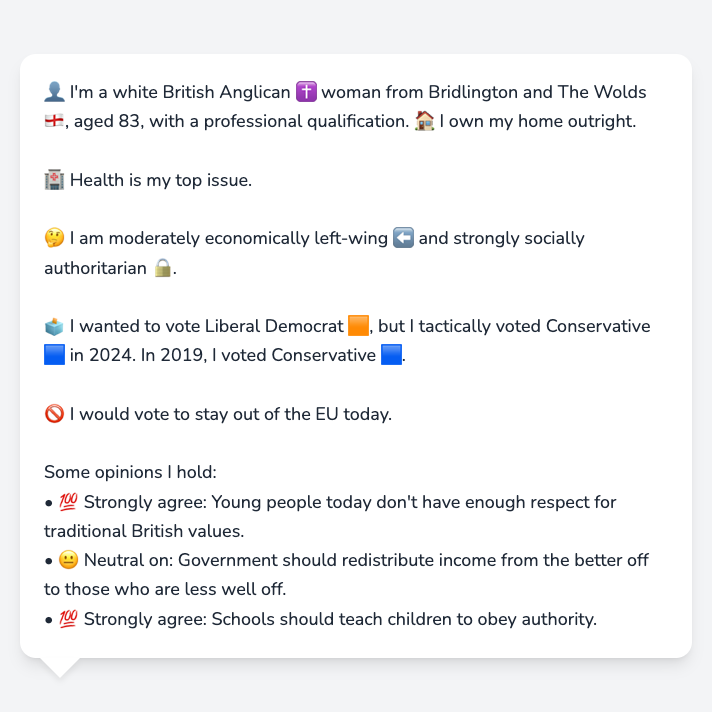 👤 I'm a white British Anglican ✝️ woman from Bridlington and The Wolds
🏴󠁧󠁢󠁥󠁮󠁧󠁿, aged 83, with a professional qualification. 🏠 I own my home outright.
🏥 Health is my top issue.
🤔 I am moderately economically left-wing ⬅️ and strongly socially
authoritarian 🔒.
🗳️ I wanted to vote Liberal Democrat 🟧, but I tactically voted Conservative
🟦 in 2024. In 2019, I voted Conservative 🟦.
🚫 I would vote to stay out of the EU today.
Some opinions I hold:
• 💯 Strongly agree: Young people today don't have enough respect for
traditional British values.
• 😐 Neutral on: Government should redistribute income from the better off
to those who are less well off.
• 💯 Strongly agree: Schools should teach children to obey authority.